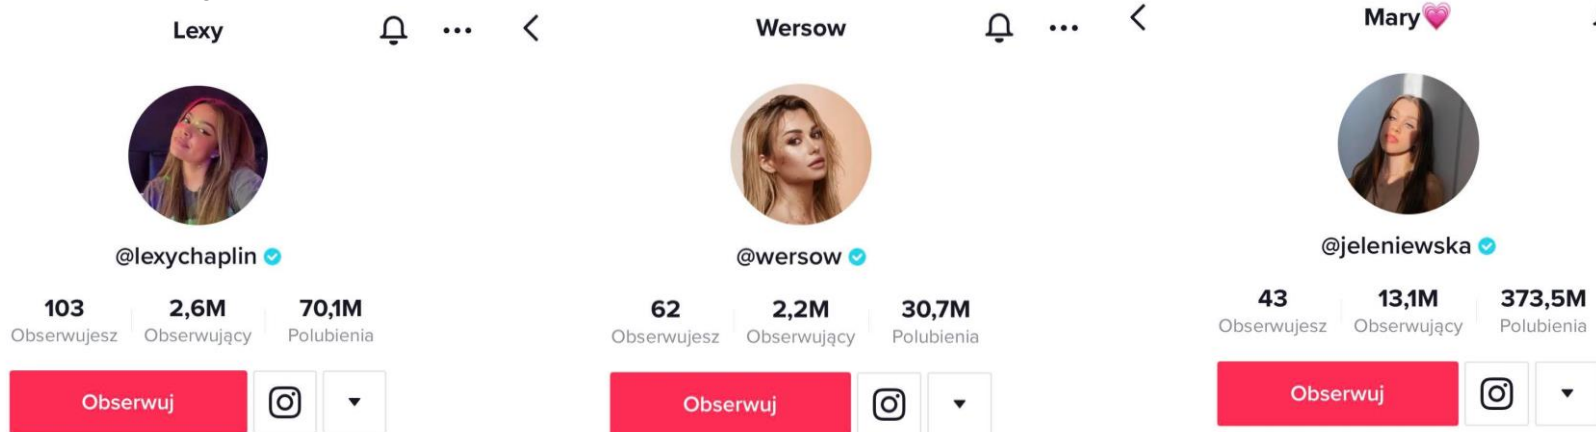 Lexy
@lexychaplin
103 2,6M 70,1M
Obserwujesz Obserwujący Polubienia
Obserwuj
Wersow
@wersow
62 2,2M 30,7M
Obserwujesz Obserwujący Polubienia
Obserwuj
Mary💗
@jeleniewska
43 13,1M 373,5M
Obserwujesz Obserwujący Polubienia
Obserwuj